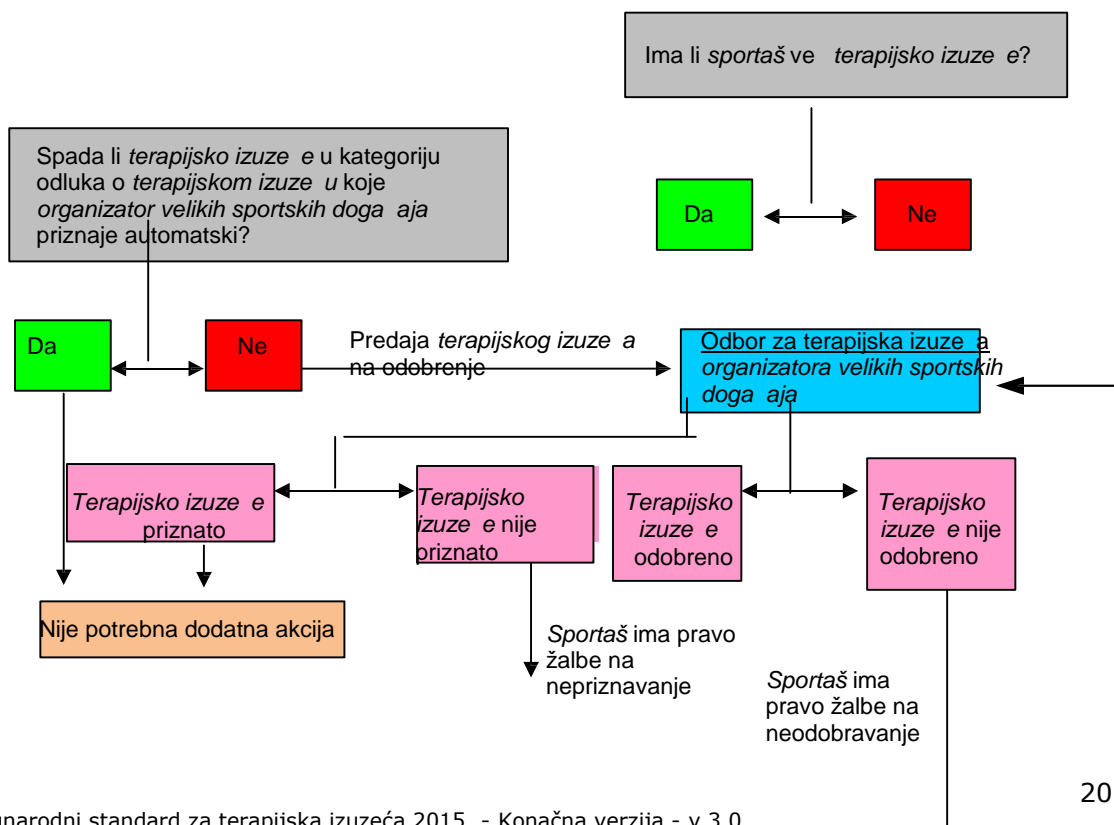 Ima li sportaš ve   terapijsko izuze  e?
Spada li terapijsko izuze  e u kategoriju
odluka o terapijskom izuze  u koje
organizator velikih sportskih doga  aja
priznaje automatski?
Da
Ne
Da
Ne
Predaja terapijskog izuze  a
na odobrenje
Odbor za terapijska izuze  a
organizatora velikih sportskih
doga  aja
Terapijsko izuze  e
priznato
Terapijsko
izuze  e nije
priznato
Terapijsko
izuze  e
odobreno
Terapijsko
izuze  e nije
odobreno
Nije potrebna dodatna akcija
Sportaš ima pravo
žalbe na
nepriznavanje
Sportaš ima
pravo žalbe na
neodobravanje
20
unarodni standard za terapijska izuzeća 2015. - Konačna verzija - v 3.0